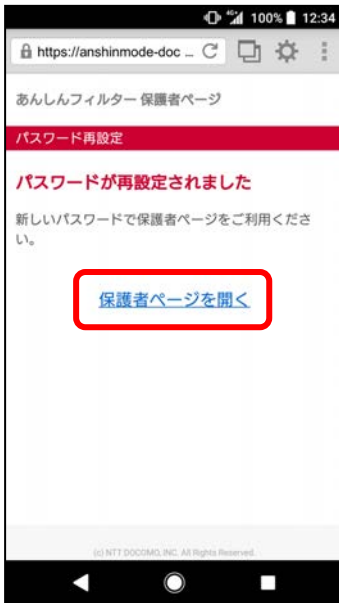 100% 12:34
https://anshinmode-doc ...
あんしんフィルター 保護者ページ
パスワード再設定
パスワードが再設定されました
新しいパスワードで保護者ページをご利用くださ
い。
保護者ページを開く
(c) NTT DOCOMO, INC. All Rights Reserved.